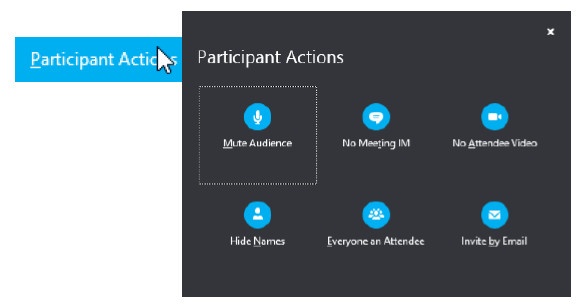 Participant Actions
Participant Actions
Mute Audience
No Meeting IM
No Attendee Video
Hide Names
Everyone an Attendee
Invite by Email